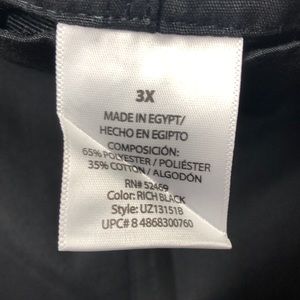 3X
MADE IN EGYPT/
HECHO EN EGIPTO
COMPOSICIÓN:
65% POLYESTER / POLIÉSTER
35% COTTON / ALGODÓN
RN# 52469
Color: RICH BLACK
Style: UZ13151B
UPC# 8 4868300760